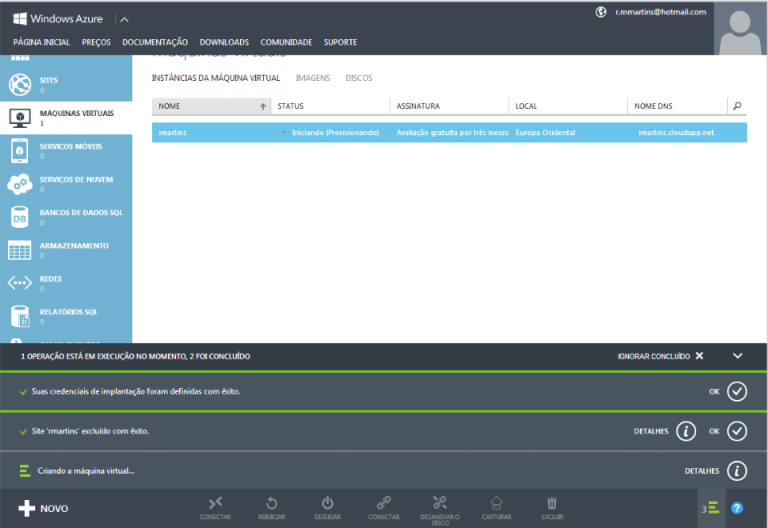 Windows Azure
r.mmartins@hotmail.com
PÁGINA INICIAL PREÇOS DOCUMENTAÇÃO DOWNLOADS COMUNIDADE SUPORTE
SITES
0
MÁQUINAS VIRTUAIS
1
SERVIÇOS MÓVEIS
0
SERVIÇOS DE NUVEM
0
DB
BANCOS DE DADOS SQL
0
ARMAZENAMENTO
0
REDES
0
RELATÓRIOS SQL
0
INSTÂNCIAS DA MÁQUINA VIRTUAL IMAGENS DISCOS
NOME STATUS ASSINATURA LOCAL NOME DNS
rmartins Iniciando (Provisionando) Avaliação gratuita por três meses Europa Ocidental rmartins.cloudapp.net
1 OPERAÇÃO ESTÁ EM EXECUÇÃO NO MOMENTO, 2 FOI CONCLUÍDO IGNORAR CONCLUÍDO
Suas credenciais de implantação foram definidas com êxito. OK
Site 'rmartins' excluído com êxito. DETALHES OK
Criando a máquina virtual... DETALHES
NOVO
CONECTAR REINICIAR DESLIGAR CONECTAR DESANEXAR O DISCO CAPTURAR EXCLUIR
3 ?